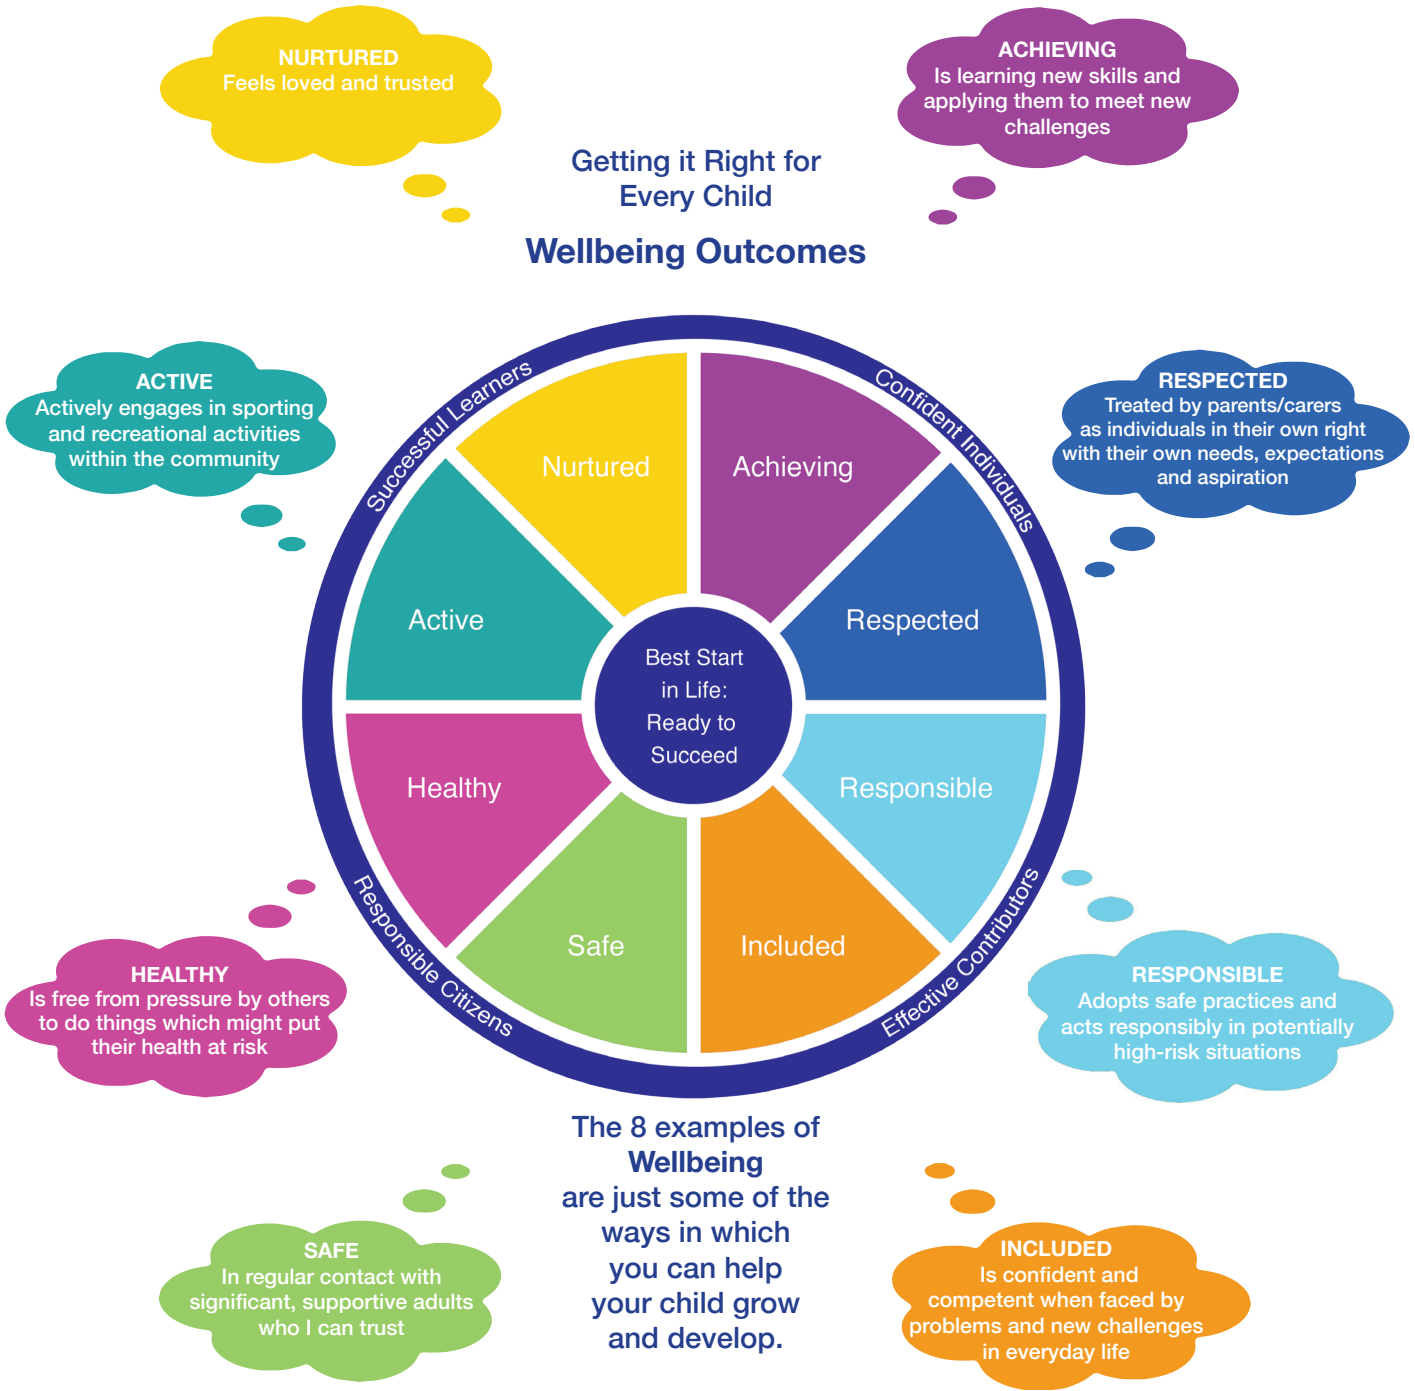 NURTURED
Feels loved and trusted
ACHIEVING
Is learning new skills and
applying them to meet new
challenges
Getting it Right for
Every Child
Wellbeing Outcomes
ACTIVE
Actively engages in sporting
and recreational activities
within the community
RESPECTED
Treated by parents/carers
as individuals in their own right
with their own needs, expectations
and aspiration
Successful Learners
Confident Individuals
Nurtured
Achieving
Active
Respected
Best Start
in Life:
Ready to
Succeed
Healthy
Responsible
Safe
Included
Responsible Citizens
Effective Contributors
HEALTHY
Is free from pressure by others
to do things which might put
their health at risk
RESPONSIBLE
Adopts safe practices and
acts responsibly in potentially
high-risk situations
The 8 examples of
Wellbeing
are just some of the
ways in which
you can help
your child grow
and develop.
SAFE
In regular contact with
significant, supportive adults
who I can trust
INCLUDED
Is confident and
competent when faced by
problems and new challenges
in everyday life